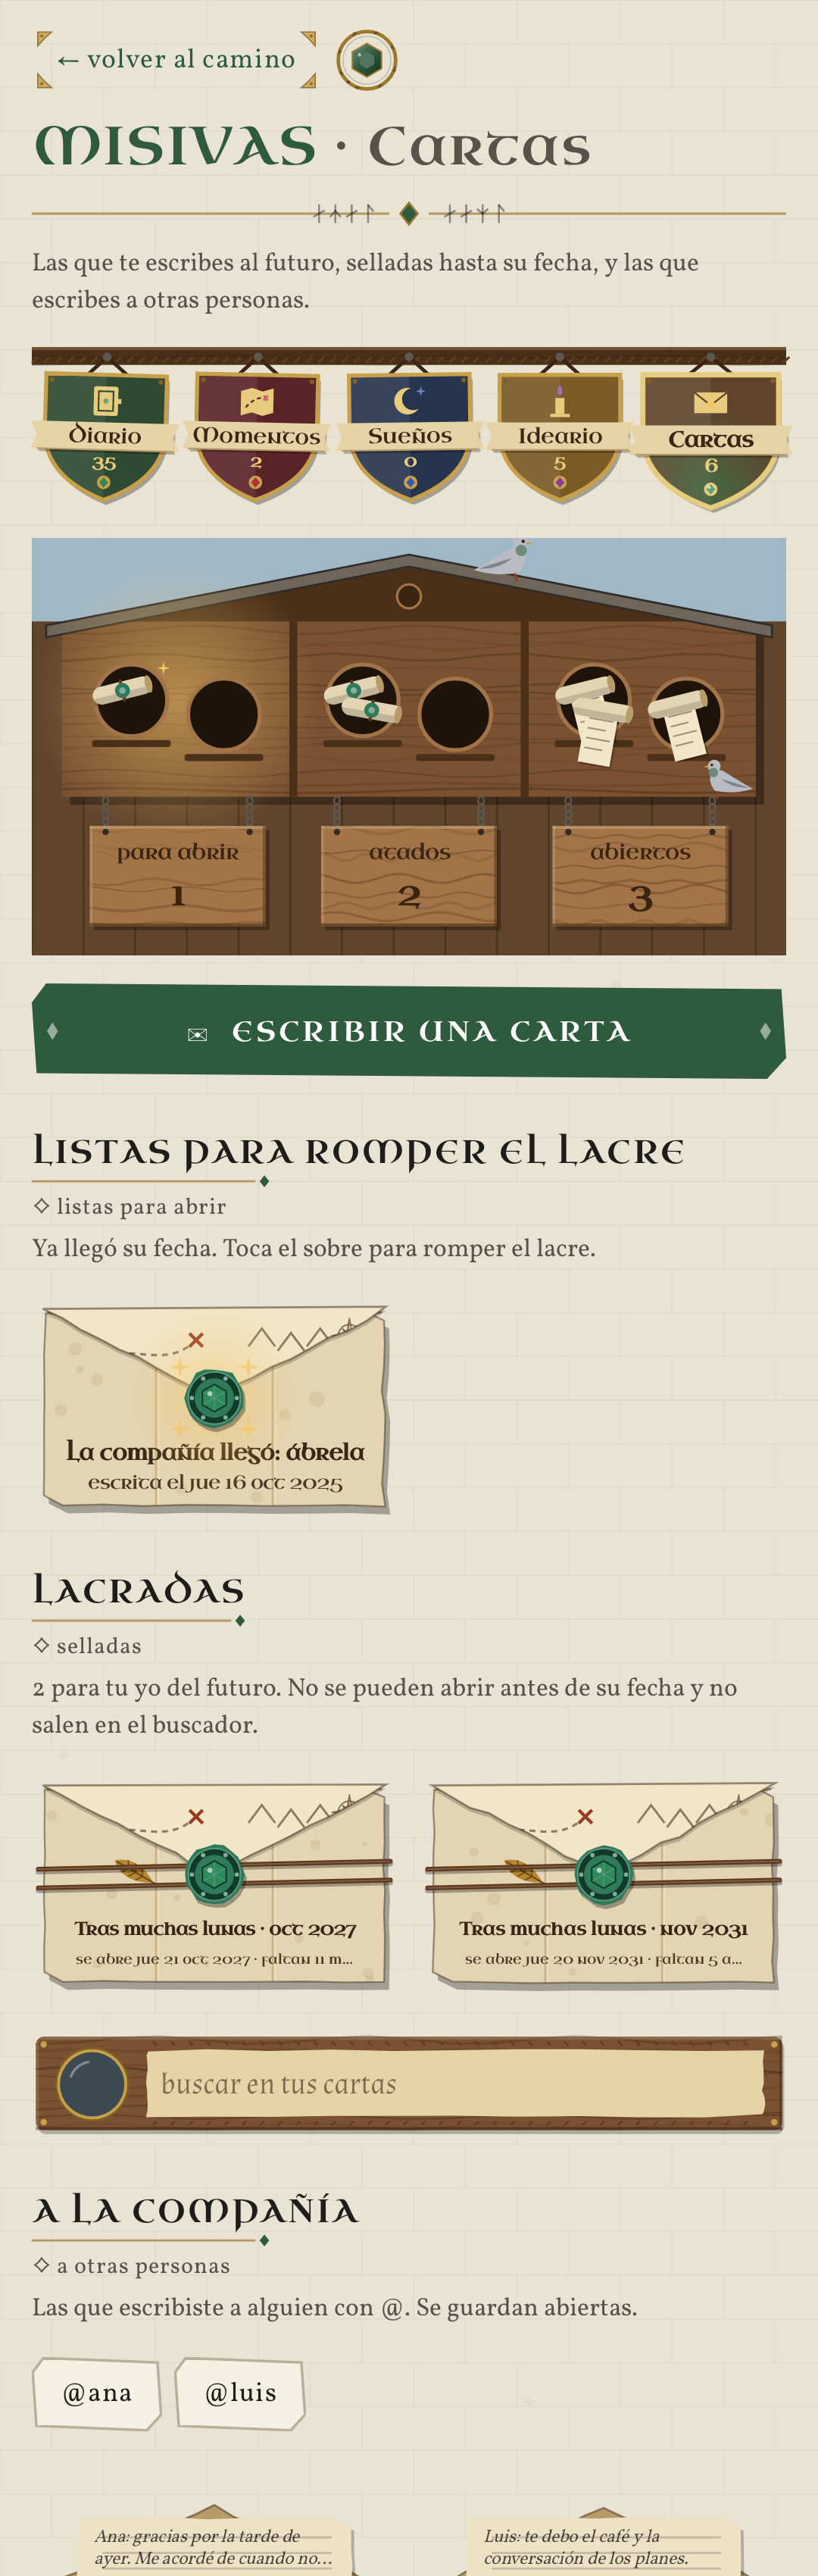 ← volver al camino
MISIVAS · Cartas
Las que te escribes al futuro, selladas hasta su fecha, y las que
escribes a otras personas.
Diario
35
Momentos
2
Sueños
0
Ideario
5
Cartas
6
para abrir
1
atados
2
abiertos
3
✉ ESCRIBIR UNA CARTA
LISTAS PARA ROMPER EL LACRE
◇ listas para abrir
Ya llegó su fecha. Toca el sobre para romper el lacre.
La compañía llegó: ábrela
escrita el jue 16 oct 2025
LACRADAS
◇ selladas
2 para tu yo del futuro. No se pueden abrir antes de su fecha y no
salen en el buscador.
Tras muchas lunas · oct 2027
se abre jue 21 oct 2027 · faltan 11 m…
Tras muchas lunas · nov 2031
se abre jue 20 nov 2031 · faltan 5 a…
buscar en tus cartas
A LA COMPAÑÍA
◇ a otras personas
Las que escribiste a alguien con @. Se guardan abiertas.
@ana
@luis
Ana: gracias por la tarde de
ayer. Me acordé de cuando no…
Luis: te debo el café y la
conversación de los planes.